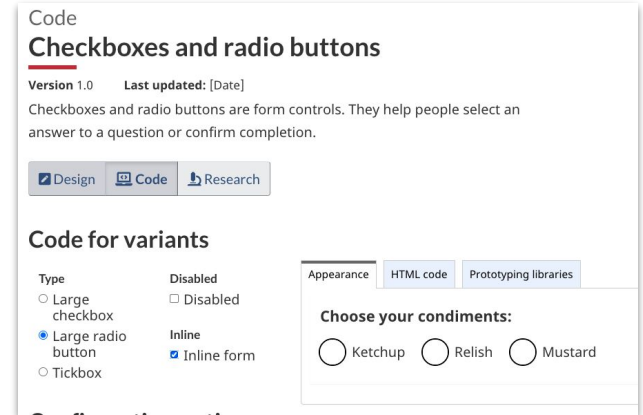 Code
Checkboxes and radio buttons
Version 1.0 Last updated: [Date]
Checkboxes and radio buttons are form controls. They help people select an
answer to a question or confirm completion.
Design Code Research
Code for variants
Type
Large
checkbox
Large radio
button
Tickbox
Disabled
Disabled
Inline
Inline form
Appearance HTML code Prototyping libraries
Choose your condiments:
Ketchup Relish Mustard